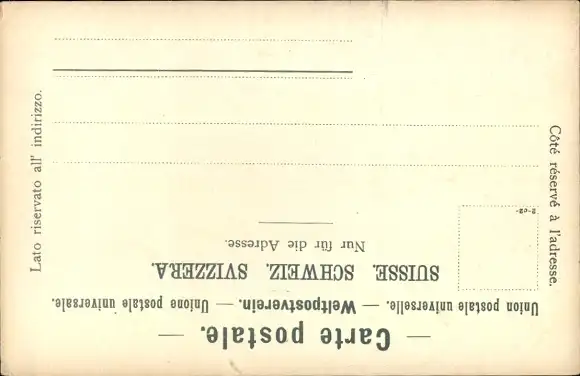 — Carte postale. —
Union postale universelle. — Weltpostverein. — Unione postale universale.
SUISSE. SCHWEIZ. SVIZZERA.
Nur für die Adresse.
Côté réservé à l'adresse.
Lato riservato all' indirizzo.